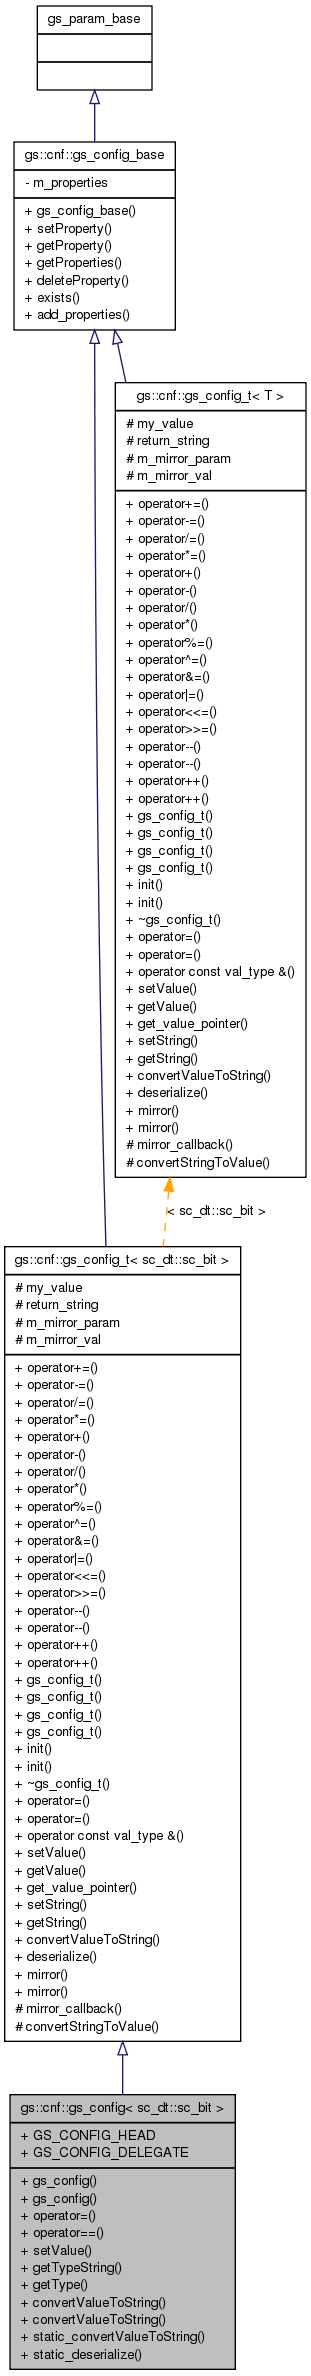 gs_param_base
gs::cnf::gs_config_base
- m_properties
+ gs_config_base()
+ setProperty()
+ getProperty()
+ getProperties()
+ deleteProperty()
+ exists()
+ add_properties()
gs::cnf::gs_config_t< T >
# my_value
# return_string
# m_mirror_param
# m_mirror_val
+ operator+=()
+ operator-=()
+ operator/=()
+ operator*=()
+ operator+()
+ operator-()
+ operator/()
+ operator*()
+ operator%=()
+ operator^=()
+ operator&=()
+ operator|=()
+ operator<<=()
+ operator>>=()
+ operator--()
+ operator--()
+ operator++()
+ operator++()
+ gs_config_t()
+ gs_config_t()
+ gs_config_t()
+ gs_config_t()
+ init()
+ init()
+ ~gs_config_t()
+ operator=()
+ operator=()
+ operator const val_type &()
+ setValue()
+ getValue()
+ get_value_pointer()
+ setString()
+ getString()
+ convertValueToString()
+ deserialize()
+ mirror()
+ mirror()
# mirror_callback()
# convertStringToValue()
< sc_dt::sc_bit >
gs::cnf::gs_config_t< sc_dt::sc_bit >
# my_value
# return_string
# m_mirror_param
# m_mirror_val
+ operator+=()
+ operator-=()
+ operator/=()
+ operator*=()
+ operator+()
+ operator-()
+ operator/()
+ operator*()
+ operator%=()
+ operator^=()
+ operator&=()
+ operator|=()
+ operator<<=()
+ operator>>=()
+ operator--()
+ operator--()
+ operator++()
+ operator++()
+ gs_config_t()
+ gs_config_t()
+ gs_config_t()
+ gs_config_t()
+ init()
+ init()
+ ~gs_config_t()
+ operator=()
+ operator=()
+ operator const val_type &()
+ setValue()
+ getValue()
+ get_value_pointer()
+ setString()
+ getString()
+ convertValueToString()
+ deserialize()
+ mirror()
+ mirror()
# mirror_callback()
# convertStringToValue()
gs::cnf::gs_config< sc_dt::sc_bit >
+ GS_CONFIG_HEAD
+ GS_CONFIG_DELEGATE
+ gs_config()
+ gs_config()
+ operator=()
+ operator==()
+ setValue()
+ getTypeString()
+ getType()
+ convertValueToString()
+ convertValueToString()
+ static_convertValueToString()
+ static_deserialize()